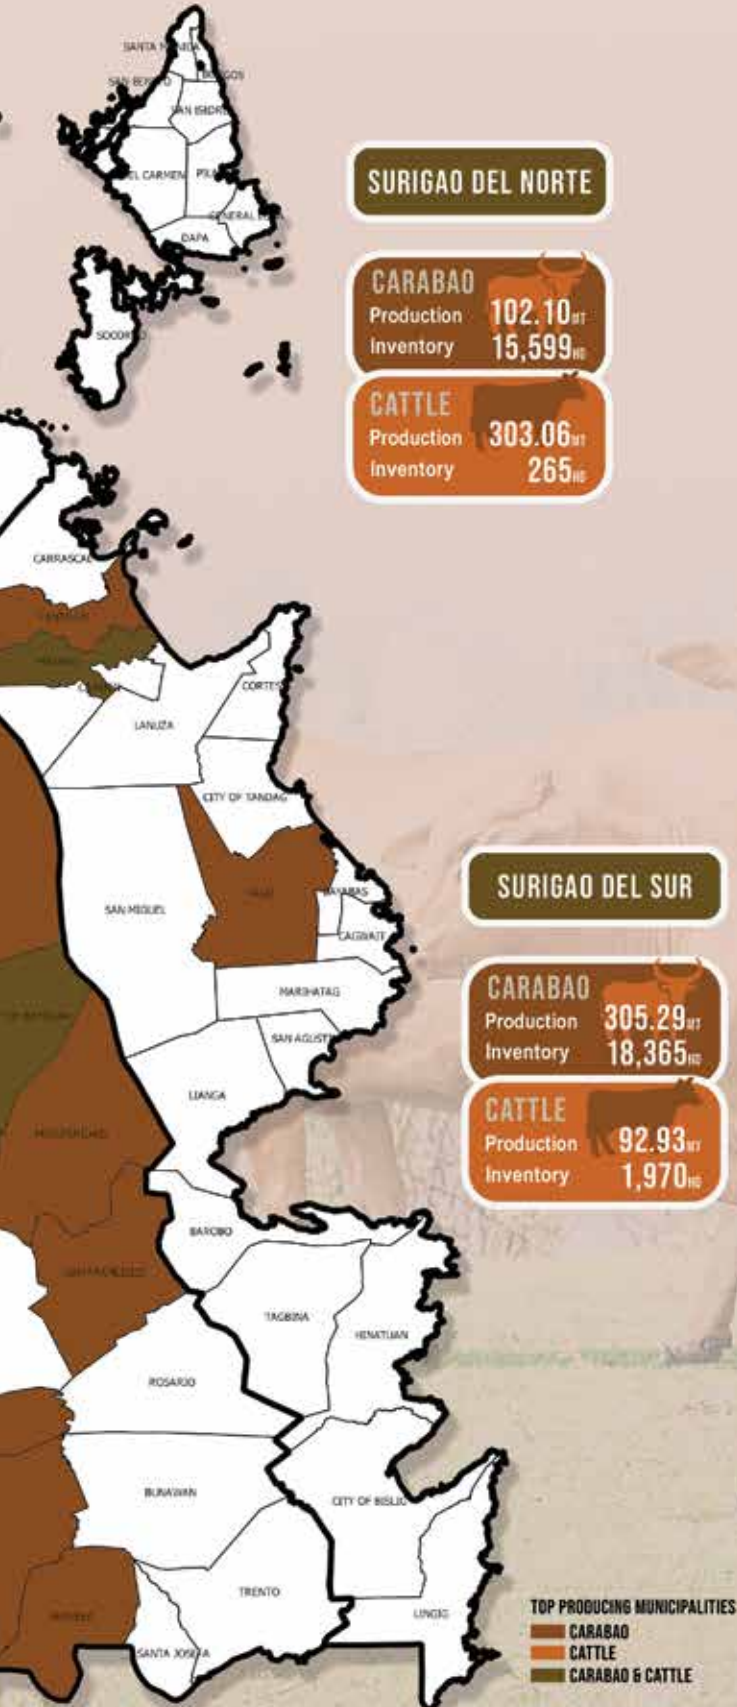 SANTA MONICA
SAN BENITO
BURGOS
SAN ISIDRO
DEL CARMEN
PILAR
GENERAL LUNA
DAPA
SOCORRO
SURIGAO DEL NORTE
CARABAO
Production 102.10MT
Inventory 15,599HD
CATTLE
Production 303.06MT
Inventory 265HD
CARRASCAL
CORTES
LANUZA
CITY OF TANDAG
SAN MIGUEL
BAYABAS
CAGWAIT
MARIHATAG
SAN AGUSTIN
LIANGA
SURIGAO DEL SUR
CARABAO
Production 305.29MT
Inventory 18,365HD
CATTLE
Production 92.93MT
Inventory 1,970HD
BAROBO
TAGBINA
HINATUAN
ROSARIO
BUNAWAN
CITY OF BISLIG
TRENTO
LINGIG
SANTA JOSEFA
TOP PRODUCING MUNICIPALITIES
CARABAO
CATTLE
CARABAO & CATTLE